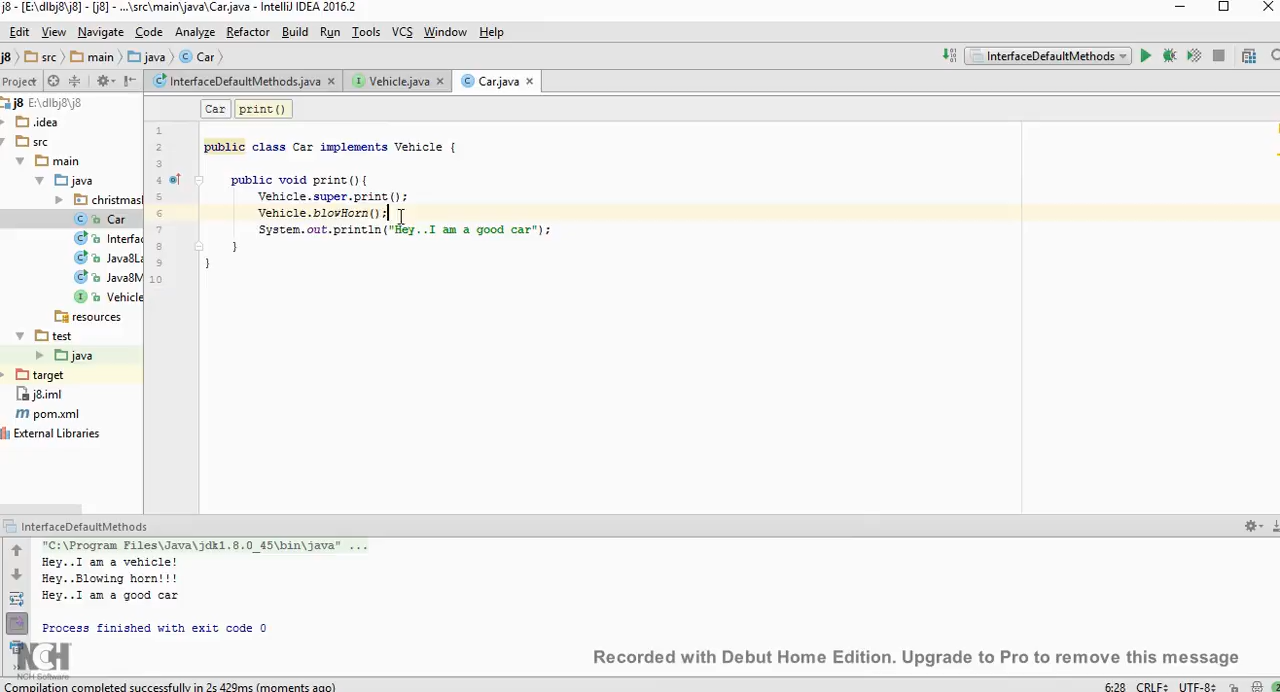 j8 - [E:\dlbj8\j8] - [j8] - ...\src\main\java\Car.java - IntelliJ IDEA 2016.2
Edit View Navigate Code Analyze Refactor Build Run Tools VCS Window Help
j8 src main java Car
InterfaceDefaultMethods
Project
InterfaceDefaultMethods.java Vehicle.java Car.java
j8 E:\dlbj8\j8
.idea
src
main
java
christmas
Car
Interfac
Java8La
Java8M
Vehicle
resources
test
java
target
j8.iml
pom.xml
External Libraries
Car print()
1
2 public class Car implements Vehicle {
3
4 public void print(){
5 Vehicle.super.print();
6 Vehicle.blowHorn();
7 System.out.println("Hey..I am a good car");
8 }
9 }
10
InterfaceDefaultMethods
"C:\Program Files\Java\jdk1.8.0_45\bin\java" ...
Hey..I am a vehicle!
Hey..Blowing horn!!!
Hey..I am a good car
Process finished with exit code 0
NCH
NCH Software
Recorded with Debut Home Edition. Upgrade to Pro to remove this message
Compilation completed successfully in 2s 429ms (moments ago)
6:28 CRLF UTF-8